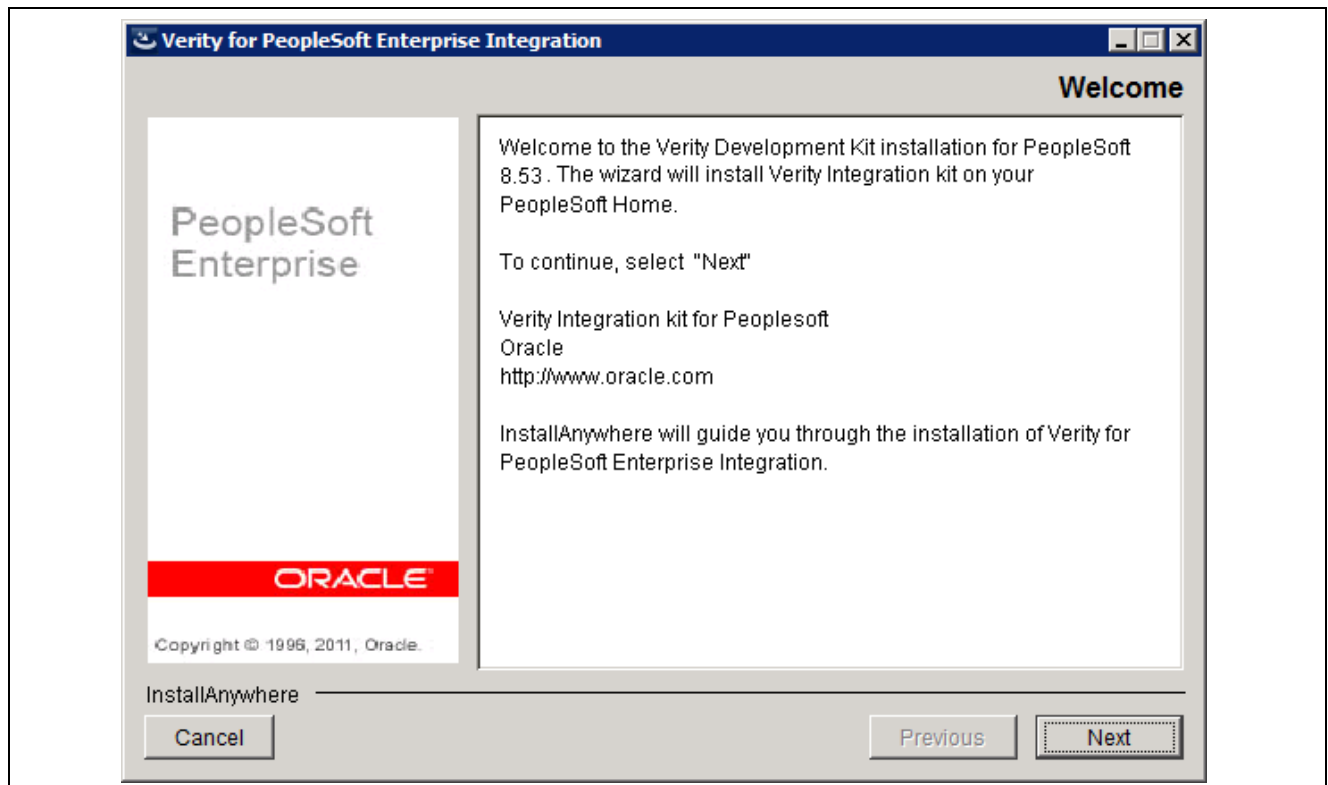 Verity for PeopleSoft Enterprise Integration
Welcome
PeopleSoft
Enterprise
ORACLE
Copyright © 1996, 2011, Oracle.
Welcome to the Verity Development Kit installation for PeopleSoft
8.53. The wizard will install Verity Integration kit on your
PeopleSoft Home.
To continue, select "Next"
Verity Integration kit for Peoplesoft
Oracle
http://www.oracle.com
InstallAnywhere will guide you through the installation of Verity for
PeopleSoft Enterprise Integration.
InstallAnywhere
Cancel
Previous
Next